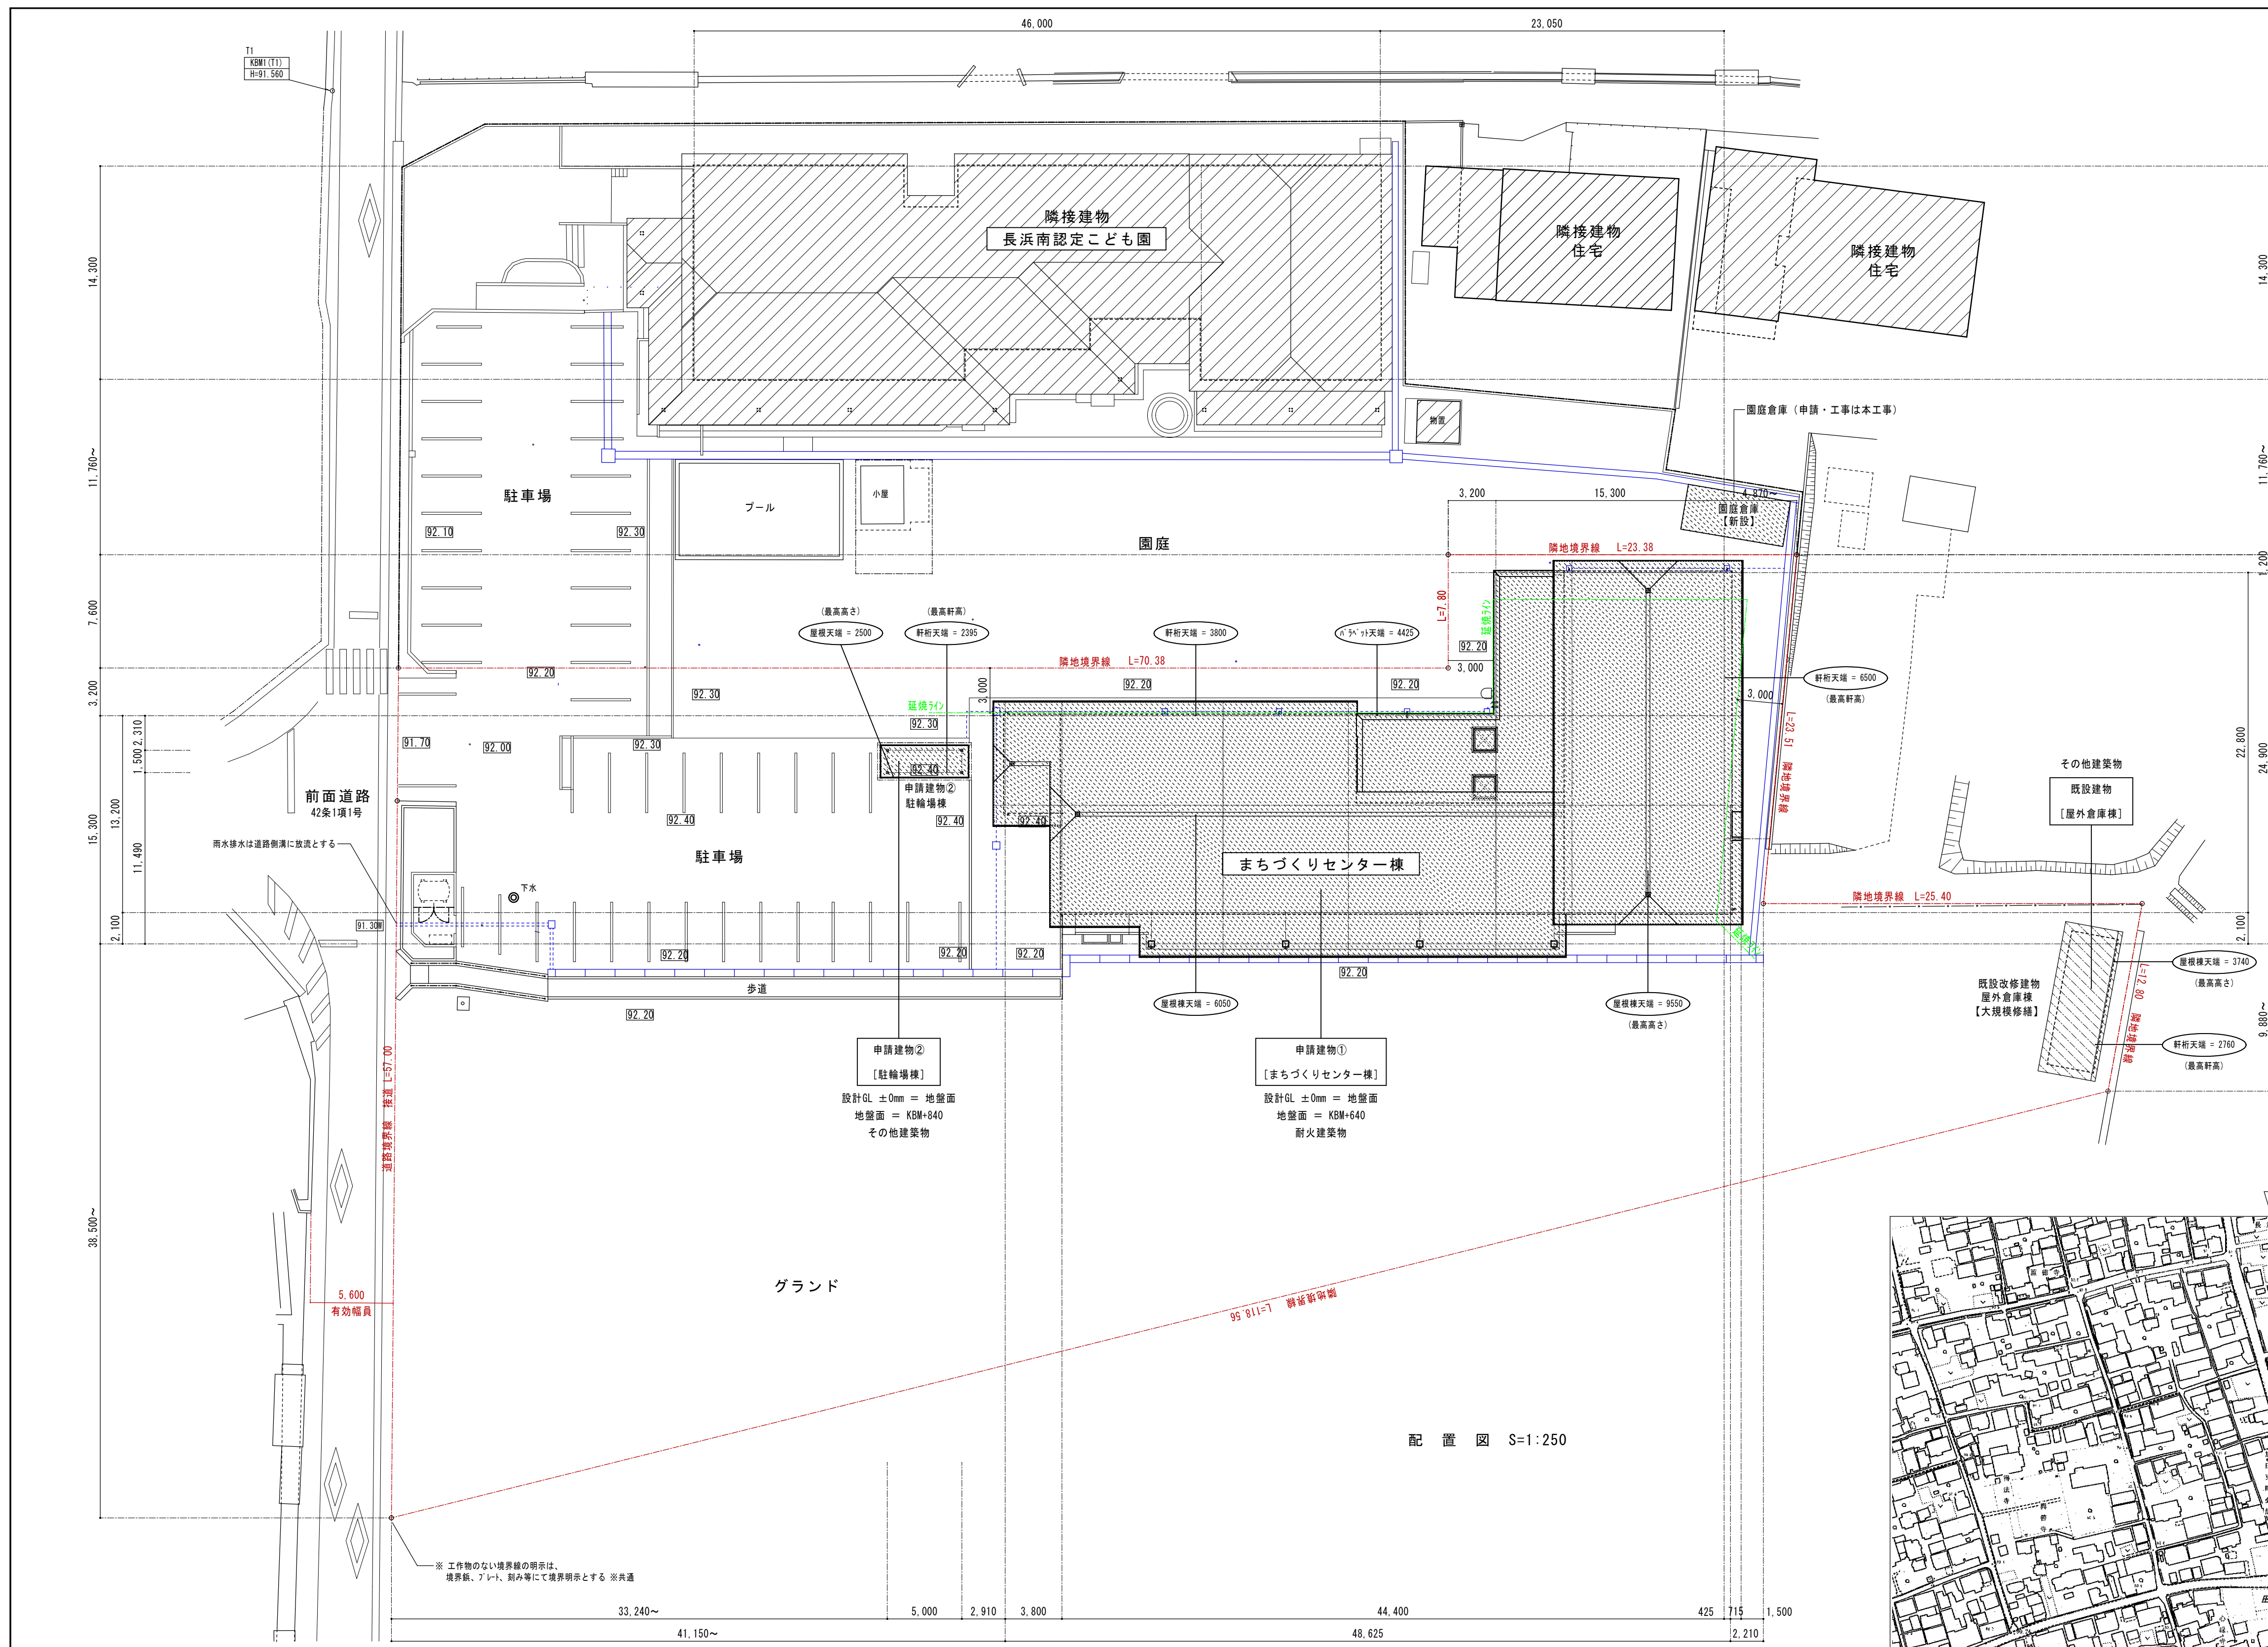 46,000
23,050
T1
KBM1(T1)
H=91.560
隣接建物
長浜南認定こども園
隣接建物
住宅
隣接建物
住宅
14,300
14,300
物置
園庭倉庫（申請・工事は本工事）
11,760～
11,760～
駐車場
プール
小屋
園庭
92.10
92.30
3,200
15,300
4,870～
園庭倉庫
【新設】
隣地境界線 L=23.38
1,200
7,600
L=7.80
延焼ライン
(最高高さ)
屋根天端 = 2500
(最高軒高)
軒桁天端 = 2395
軒桁天端 = 3800
パラペット天端 = 4425
92.20
隣地境界線 L=70.38
3,000
92.20
92.30
3,000
92.20
92.20
軒桁天端 = 6500
(最高軒高)
3,000
3,200
延焼ライン
92.30
L=23.51 隣地境界線
2,310
1,500
91.70
92.00
92.30
92.40
22,800
24,900
その他建築物
既設建物
[屋外倉庫棟]
前面道路
42条1項1号
申請建物②
駐輪場棟
13,200
15,300
92.40
92.40
92.40
雨水排水は道路側溝に放流とする
11,490
駐車場
まちづくりセンター棟
下水
隣地境界線 L=25.40
91.30W
2,100
2,100
延焼ライン
92.20
92.20
92.20
92.20
歩道
屋根棟天端 = 3740
(最高高さ)
L=12.80 隣地境界線
既設改修建物
屋外倉庫棟
【大規模修繕】
屋根棟天端 = 6050
屋根棟天端 = 9550
(最高高さ)
92.20
9,880～
軒桁天端 = 2760
(最高軒高)
申請建物②
[駐輪場棟]
設計GL ±0mm = 地盤面
地盤面 = KBM+840
その他建築物
申請建物①
[まちづくりセンター棟]
設計GL ±0mm = 地盤面
地盤面 = KBM+640
耐火建築物
道路境界線 接道 L=57.00
38,500～
グランド
5,600
有効幅員
隣地境界線 L=118.56
配 置 図 S=1:250
※ 工作物のない境界線の明示は、
境界鋲、プレート、刻み等にて境界明示とする ※共通
33,240～
5,000
2,910
3,800
44,400
425
715
1,500
41,150～
48,625
2,210